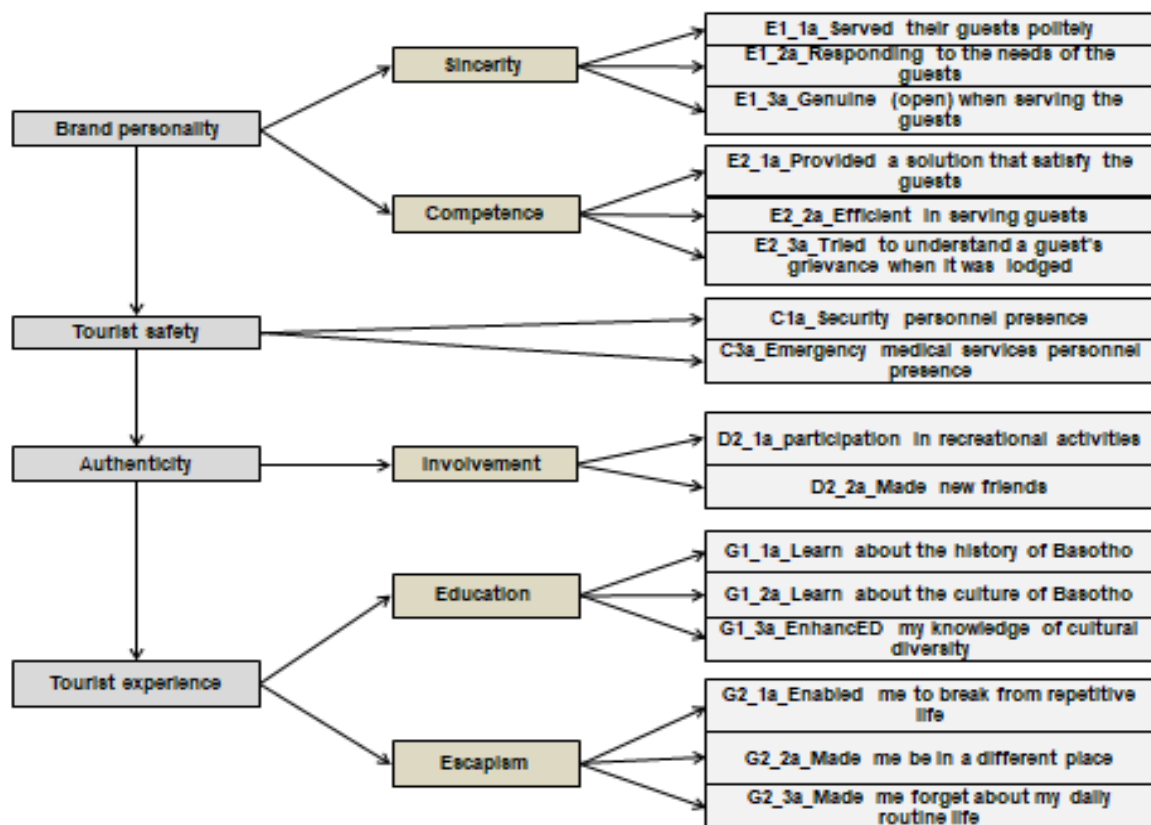 E1_1a_Served their guests politely
Sincerity
E1_2a_Responding to the needs of the
guests
E1_3a_Genuine (open) when serving the
guests
Brand personality
E2_1a_Provided a solution that satisfy the
guests
Competence
E2_2a_Efficient in serving guests
E2_3a_Tried to understand a guest's
grievance when it was lodged
Tourist safety
C1a_Security personnel presence
C3a_Emergency medical services personnel
presence
Authenticity
Involvement
D2_1a_participation in recreational activities
D2_2a_Made new friends
G1_1a_Learn about the history of Basotho
Education
G1_2a_Learn about the culture of Basotho
G1_3a_EnhancED my knowledge of cultural
diversity
Tourist experience
G2_1a_Enabled me to break from repetitive
life
Escapism
G2_2a_Made me be in a different place
G2_3a_Made me forget about my daily
routine life